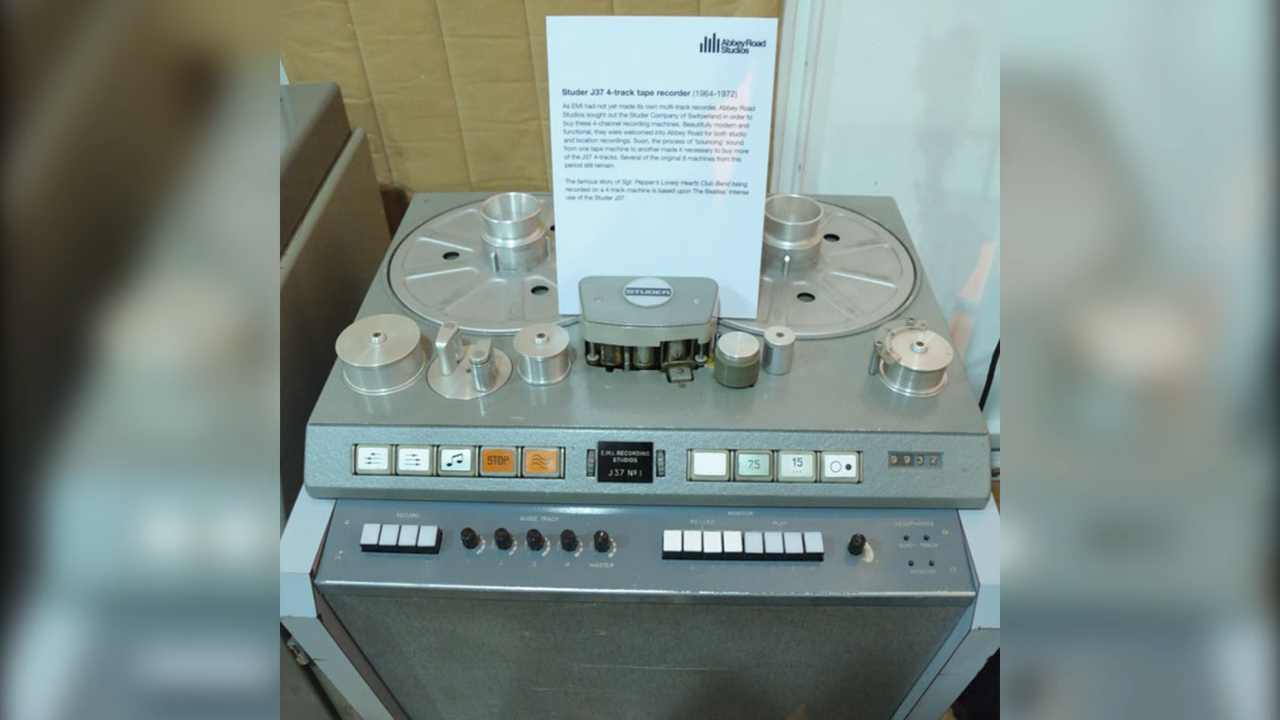 Abbey Road
Studios
Studer J37 4-track tape recorder (1964-1972)
As EMI had not yet made its own multi-track recorder, Abbey Road
Studios sought out the Studer Company of Switzerland in order to
buy these 4-channel recording machines. Beautifully modern and
functional, they were welcomed into Abbey Road for both studio
and location recordings. Soon, the process of 'bouncing' sound
from one tape machine to another made it necessary to buy more
of the J37 4-tracks. Several of the original 8 machines from this
period still remain.
The famous story of Sgt. Pepper's Lonely Hearts Club Band being
recorded on a 4-track machine is based upon The Beatles' intense
use of the Studer J37.
STUDER
STOP
E.M.I. RECORDING
STUDIOS
J37 Nº 1
7.5
15
9932
RECORD
GUIDE TRACK
MASTER
MONITOR
RECORD
PLAY
HEADPHONES
GUIDE TRACK
MONITOR